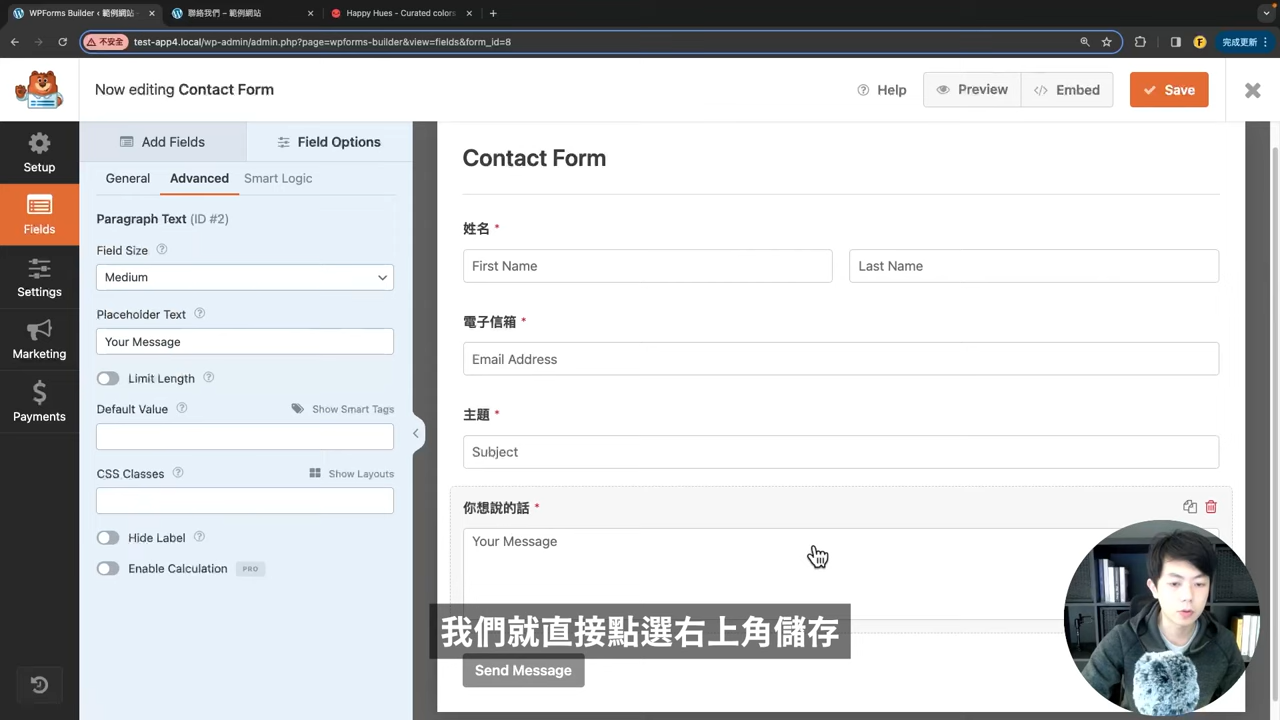 WPForms Builder ‹ 範例網站
聯絡我們 – 範例網站
Happy Hues - Curated colors
不安全
test-app4.local/wp-admin/admin.php?page=wpforms-builder&view=fields&form_id=8
F
完成更新
Now editing Contact Form
Help
Preview
Embed
Save
Setup
Fields
Settings
Marketing
Payments
Add Fields
Field Options
General
Advanced
Smart Logic
Paragraph Text (ID #2)
Field Size
Medium
Placeholder Text
Your Message
Limit Length
Default Value
Show Smart Tags
CSS Classes
Show Layouts
Hide Label
Enable Calculation PRO
Contact Form
姓名 *
First Name
Last Name
電子信箱 *
Email Address
主題 *
Subject
你想說的話 *
Your Message
我們就直接點選右上角儲存
Send Message